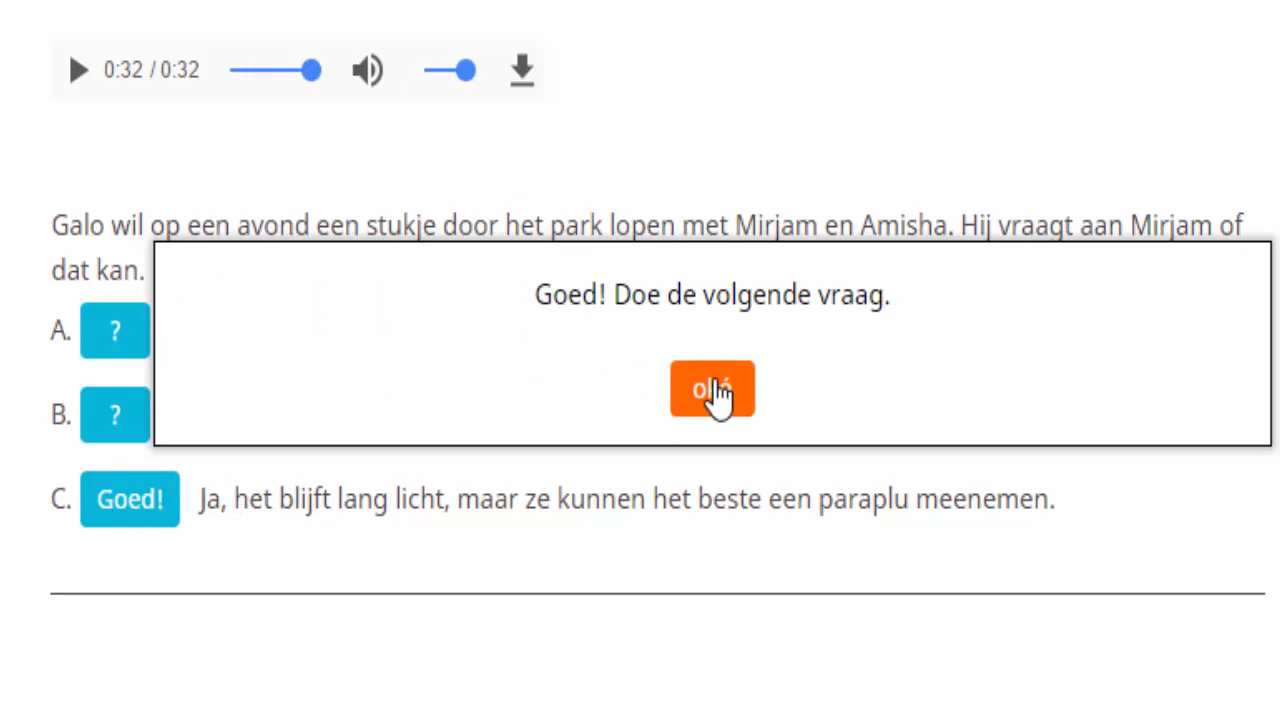 0:32 / 0:32
Galo wil op een avond een stukje door het park lopen met Mirjam en Amisha. Hij vraagt aan Mirjam of
dat kan.
Goed! Doe de volgende vraag.
A. ?
B. ?
C. Goed! Ja, het blijft lang licht, maar ze kunnen het beste een paraplu meenemen.